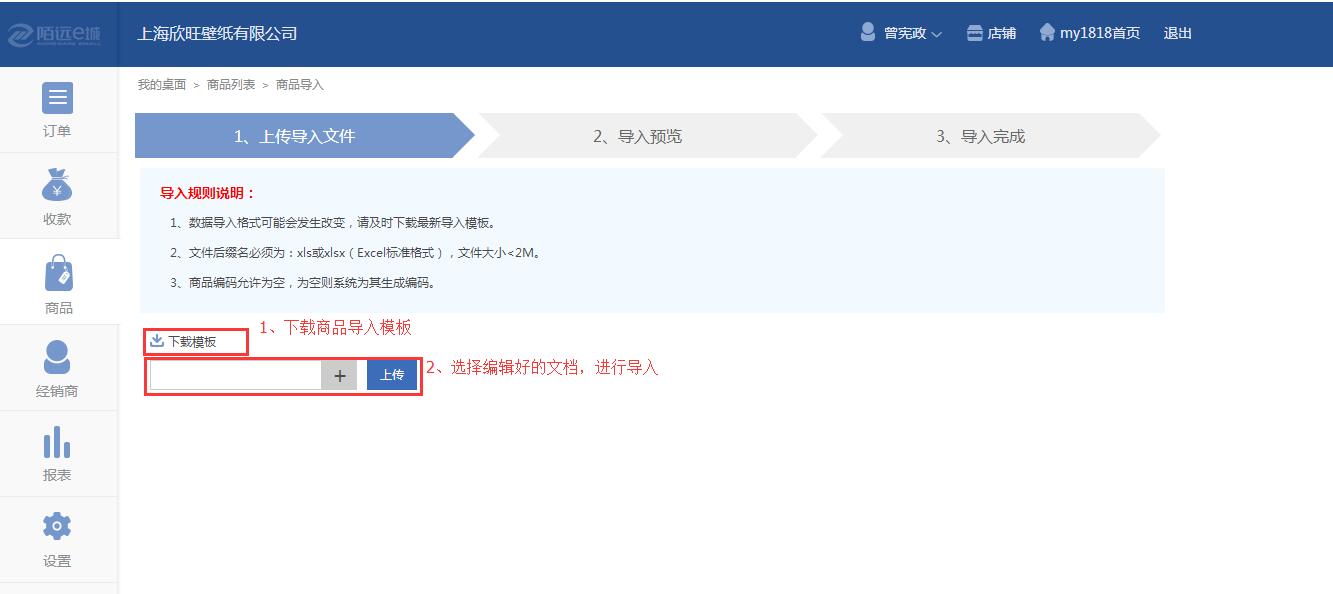 陌远e城
上海欣旺壁纸有限公司
曾宪政
店铺
my1818首页
退出
我的桌面 > 商品列表 > 商品导入
订单
收款
商品
经销商
报表
设置
1、上传导入文件
2、导入预览
3、导入完成
导入规则说明：
1、数据导入格式可能会发生改变，请及时下载最新导入模板。
2、文件后缀名必须为：xls或xlsx（Excel标准格式），文件大小<2M。
3、商品编码允许为空，为空则系统为其生成编码。
下载模板
1、下载商品导入模板
+
上传
2、选择编辑好的文档，进行导入